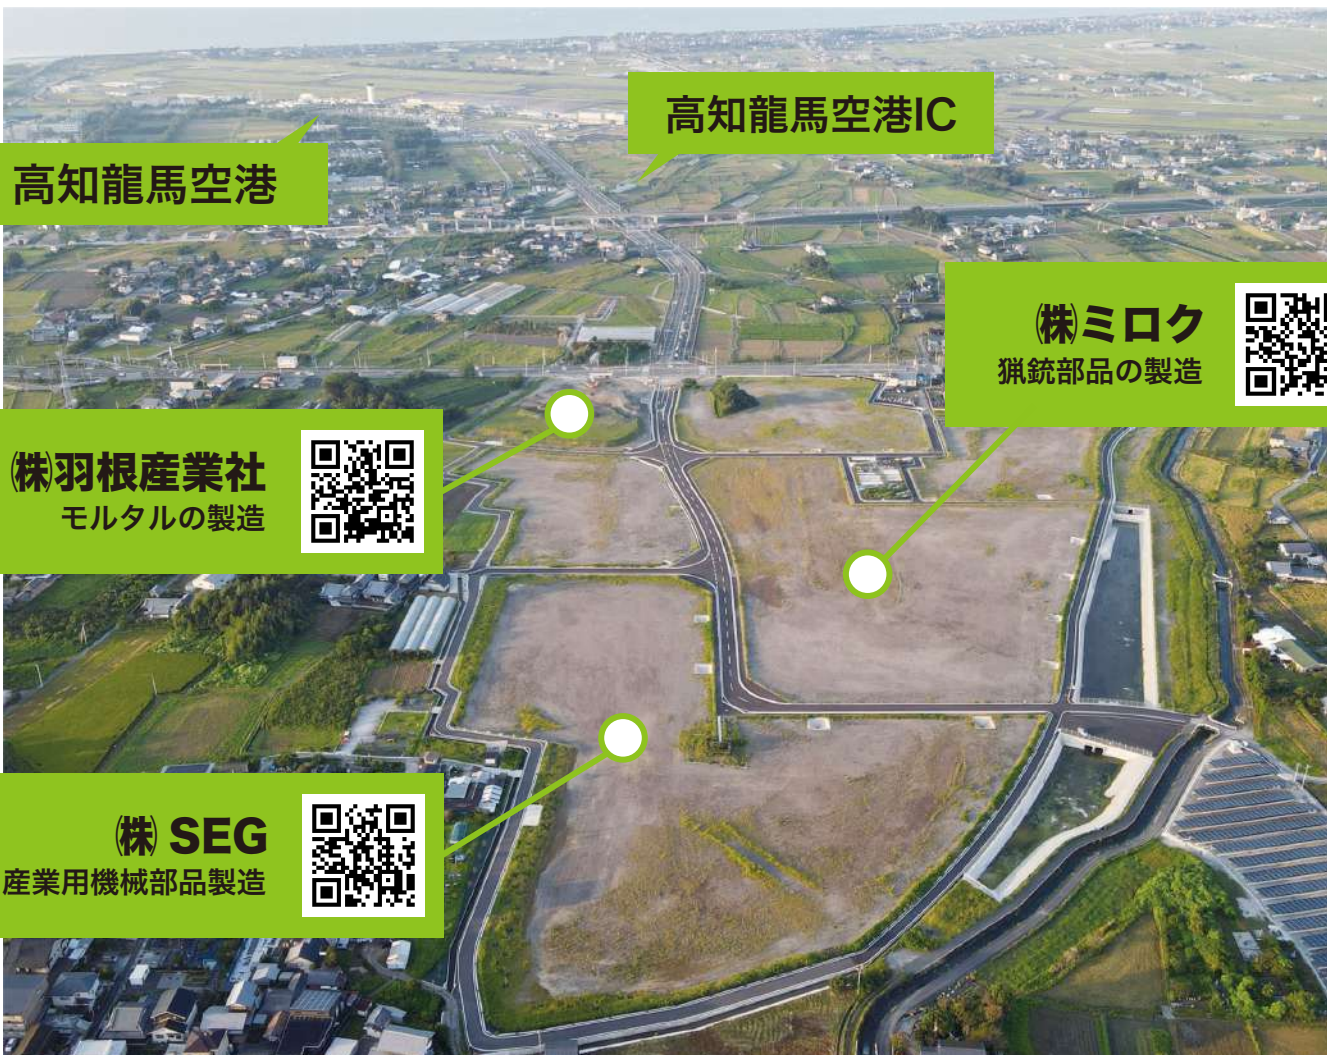 高知龍馬空港IC
高知龍馬空港
㈱ミロク
猟銃部品の製造
㈱羽根産業社
モルタルの製造
㈱ SEG
産業用機械部品製造